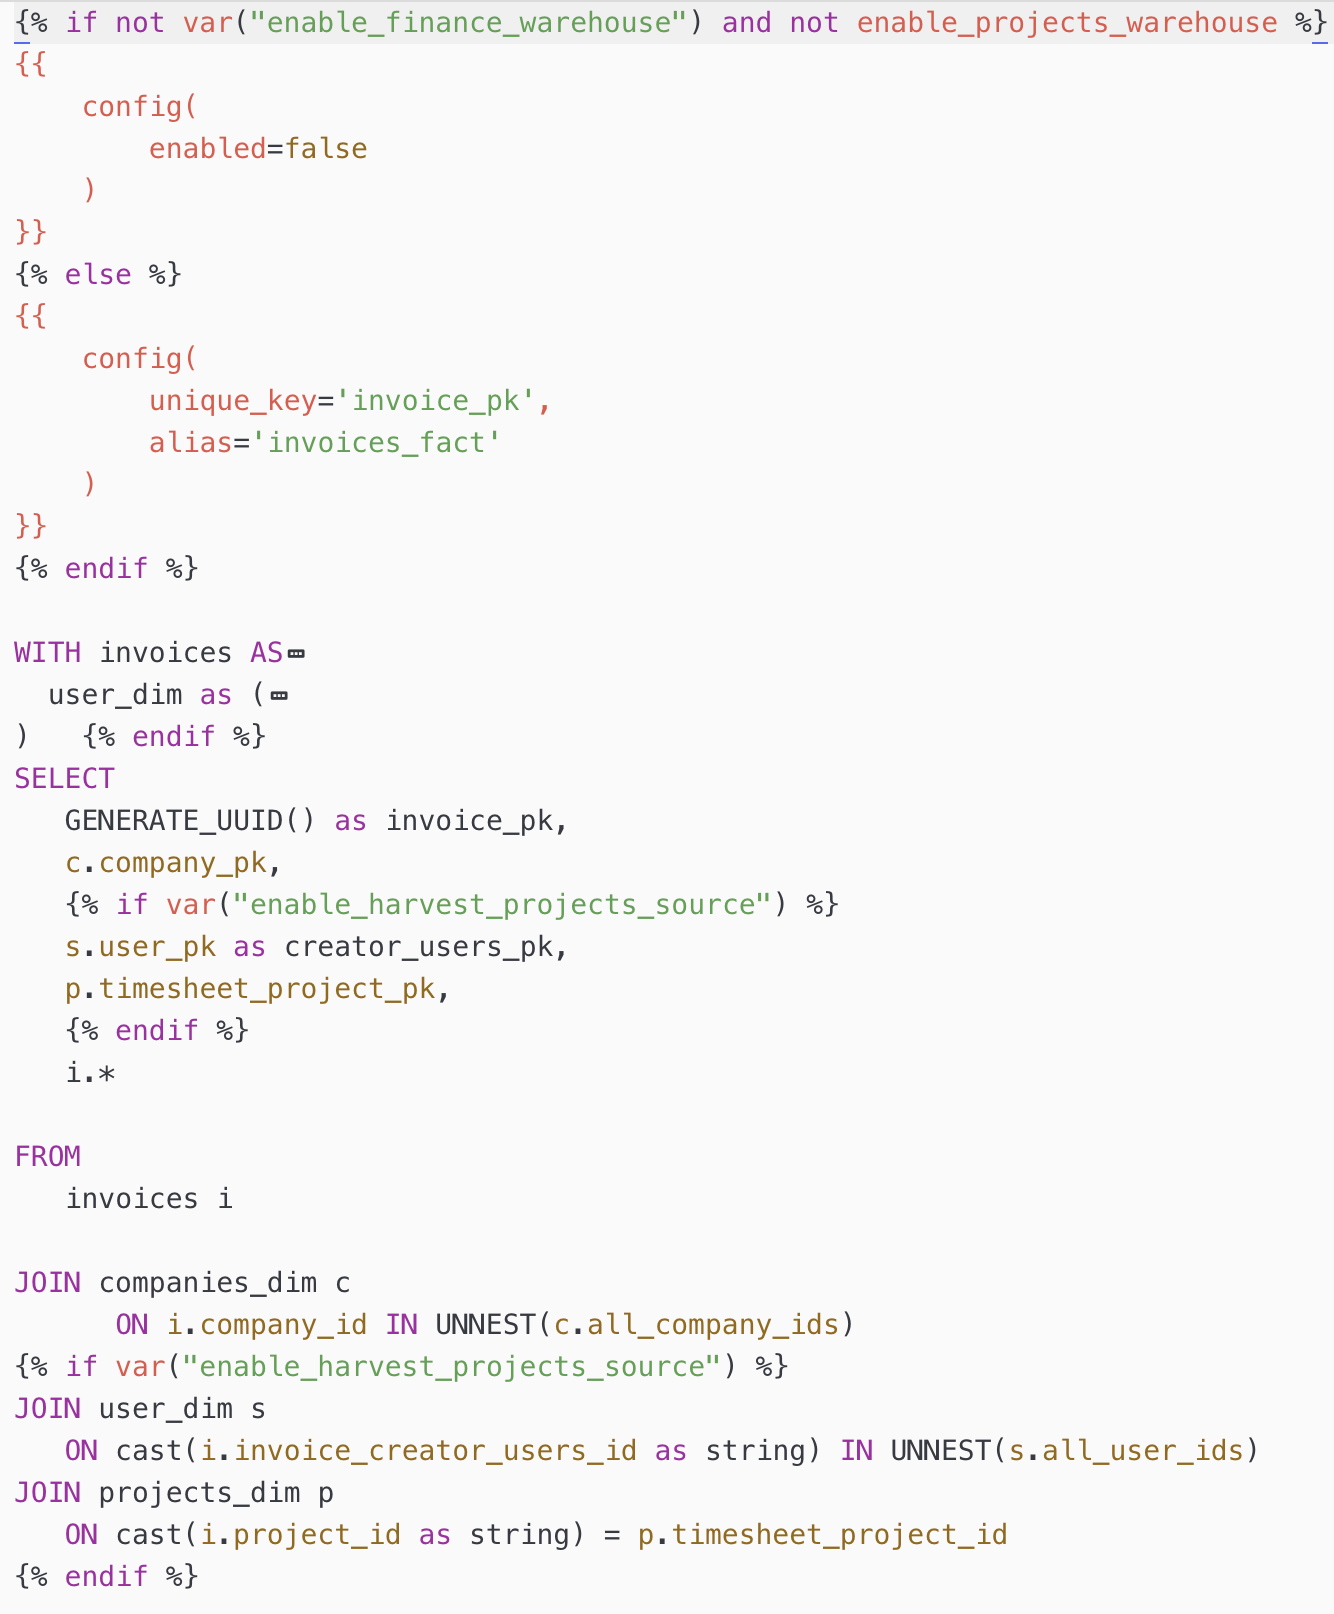 {% if not var("enable_finance_warehouse") and not enable_projects_warehouse %}
{{
    config(
        enabled=false
    )
}}
{% else %}
{{
    config(
        unique_key='invoice_pk',
        alias='invoices_fact'
    )
}}
{% endif %}

WITH invoices AS
  user_dim as (
)   {% endif %}
SELECT
   GENERATE_UUID() as invoice_pk,
   c.company_pk,
   {% if var("enable_harvest_projects_source") %}
   s.user_pk as creator_users_pk,
   p.timesheet_project_pk,
   {% endif %}
   i.*

FROM
   invoices i

JOIN companies_dim c
      ON i.company_id IN UNNEST(c.all_company_ids)
{% if var("enable_harvest_projects_source") %}
JOIN user_dim s
   ON cast(i.invoice_creator_users_id as string) IN UNNEST(s.all_user_ids)
JOIN projects_dim p
   ON cast(i.project_id as string) = p.timesheet_project_id
{% endif %}